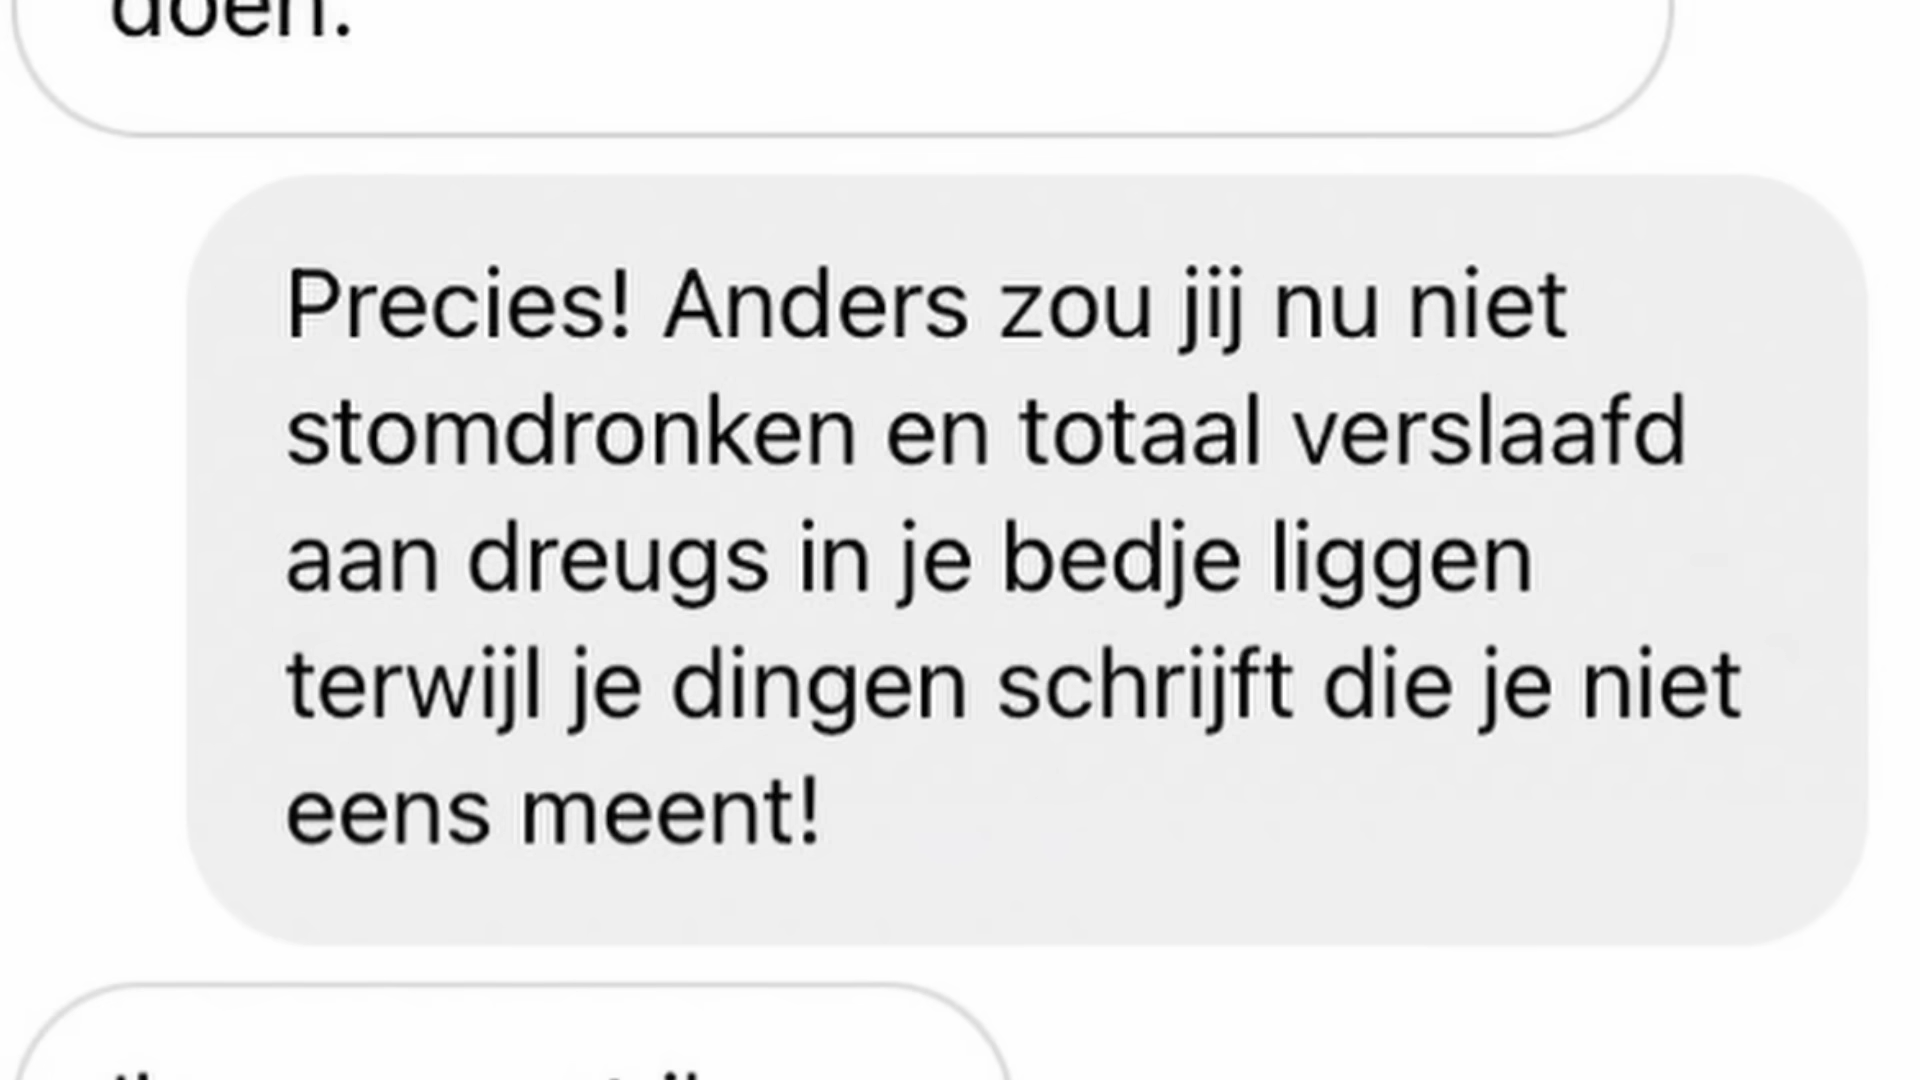 doen.
Precies! Anders zou jij nu niet
stomdronken en totaal verslaafd
aan dreugs in je bedje liggen
terwijl je dingen schrijft die je niet
eens meent!